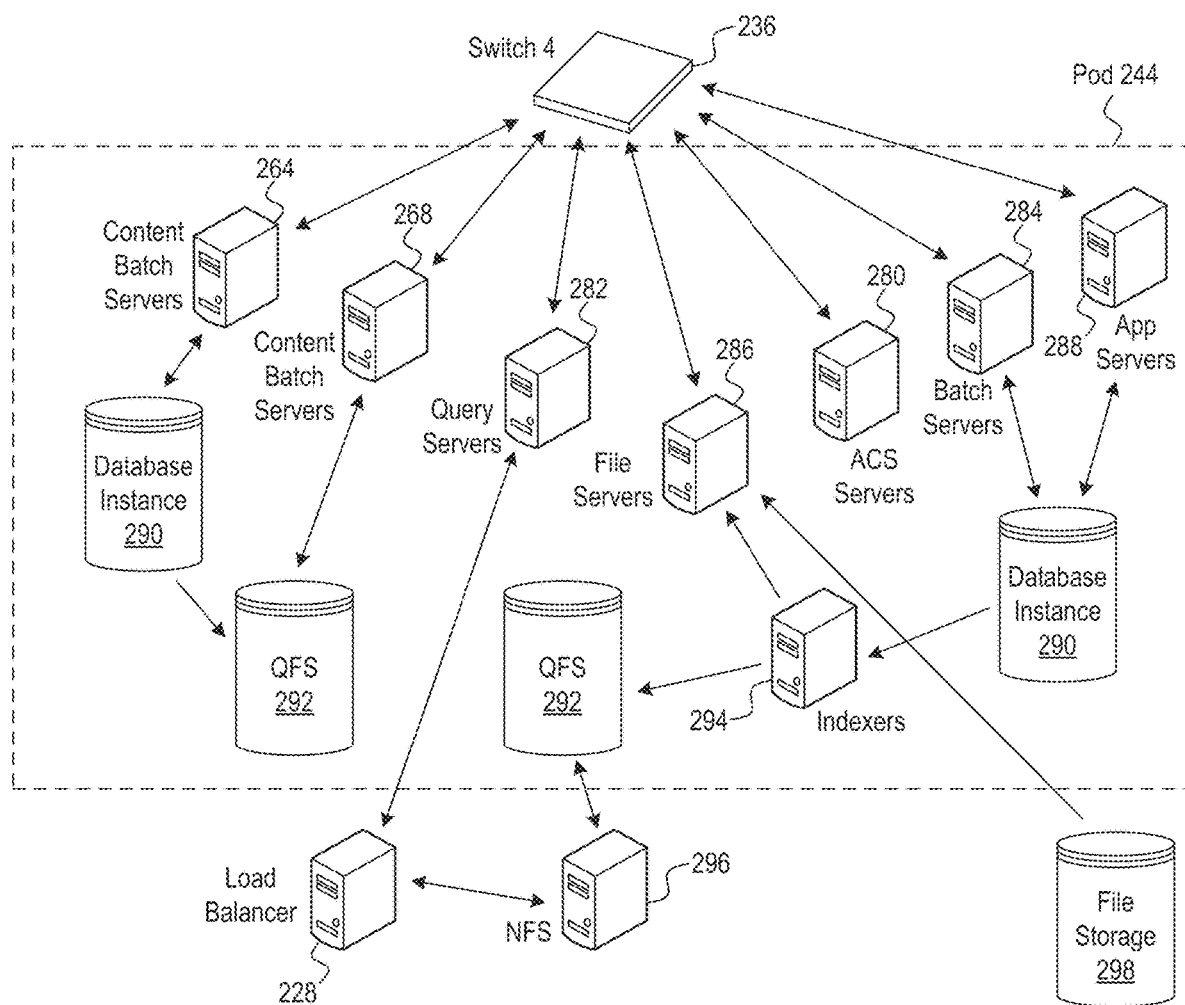 236
Switch 4
Pod 244
264
Content
Batch
Servers
268
Content
Batch
Servers
282
Query
Servers
286
File
Servers
280
ACS
Servers
284
Batch
Servers
288
App
Servers
Database
Instance
290
QFS
292
QFS
292
294
Indexers
Database
Instance
290
Load
Balancer
228
NFS
296
File
Storage
298